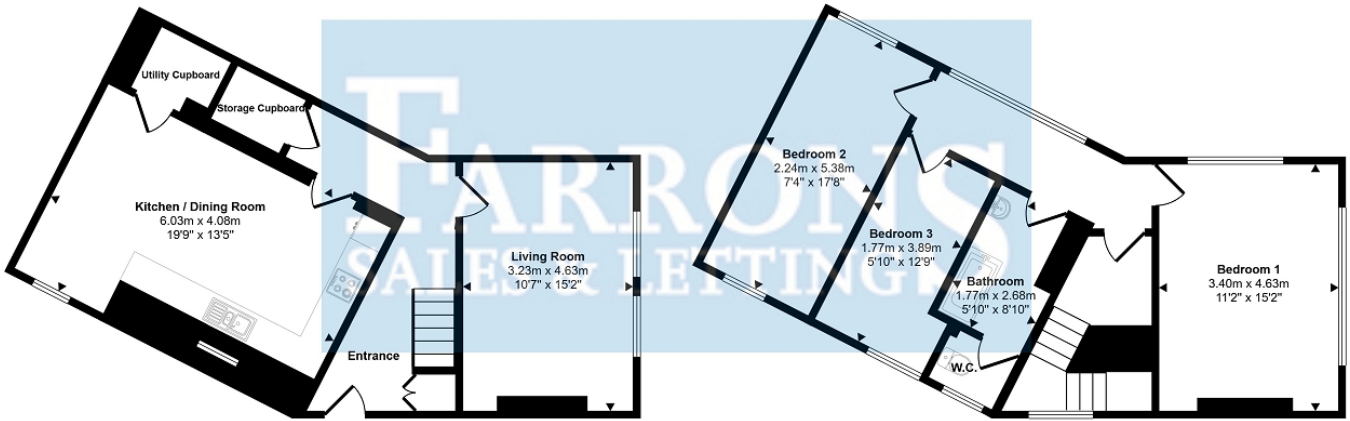 FARRONS
SALES & LETTINGS
Utility Cupboard
Storage Cupboard
Kitchen / Dining Room
6.03m x 4.08m
19'9" x 13'5"
Living Room
3.23m x 4.63m
10'7" x 15'2"
Entrance
Bedroom 2
2.24m x 5.38m
7'4" x 17'8"
Bedroom 3
1.77m x 3.89m
5'10" x 12'9"
Bathroom
1.77m x 2.68m
5'10" x 8'10"
W.C.
Bedroom 1
3.40m x 4.63m
11'2" x 15'2"